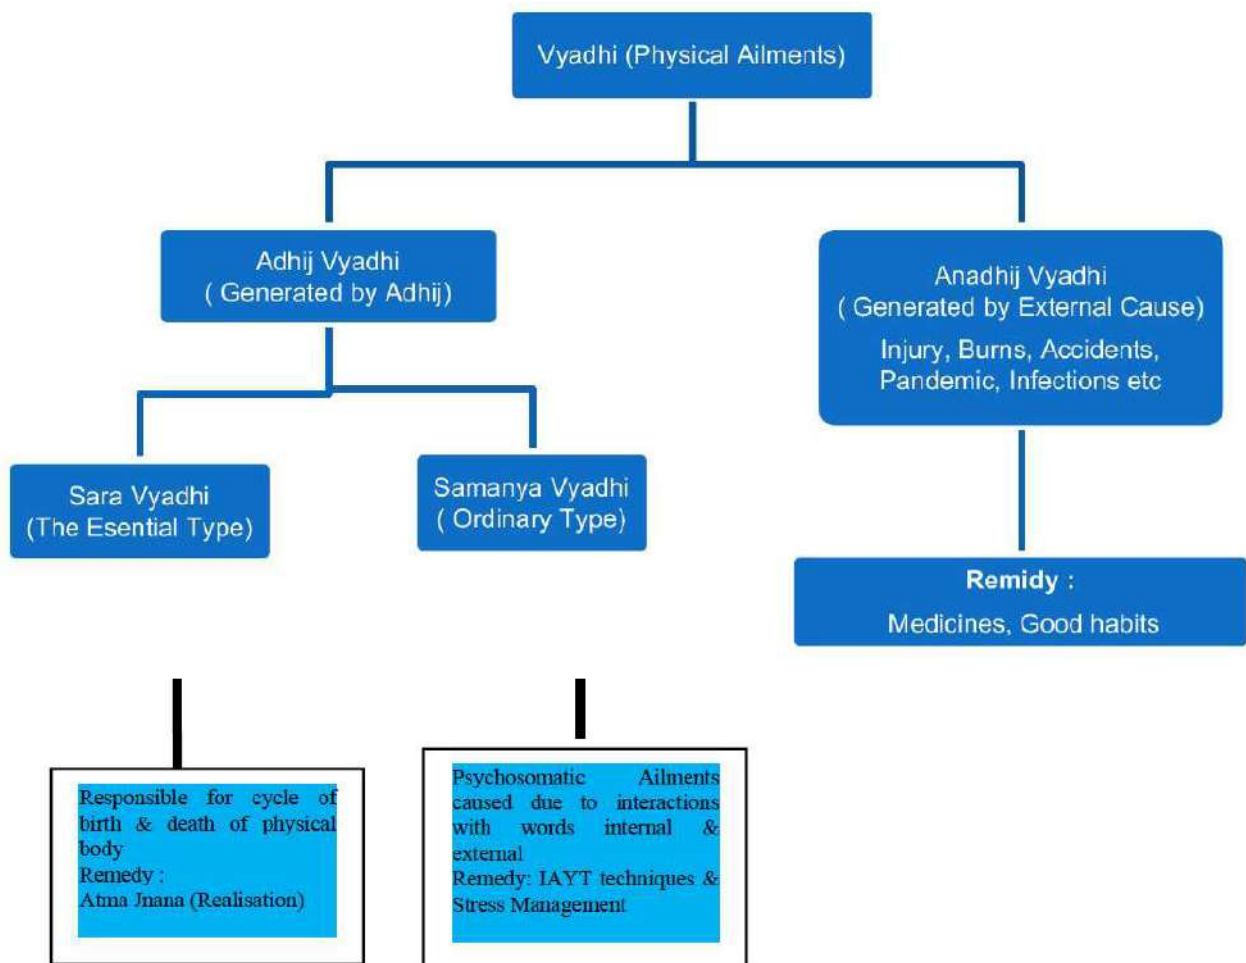 Vyadhi (Physical Ailments)
Adhij Vyadhi
( Generated by Adhij)
Anadhij Vyadhi
( Generated by External Cause)
Injury, Burns, Accidents,
Pandemic, Infections etc
Sara Vyadhi
(The Esential Type)
Samanya Vyadhi
( Ordinary Type)
Remidy :
Medicines, Good habits
Responsible for cycle of
birth & death of physical
body
Remedy :
Atma Jnana (Realisation)
Psychosomatic Ailments
caused due to interactions
with words internal &
external
Remedy: IAYT techniques &
Stress Management